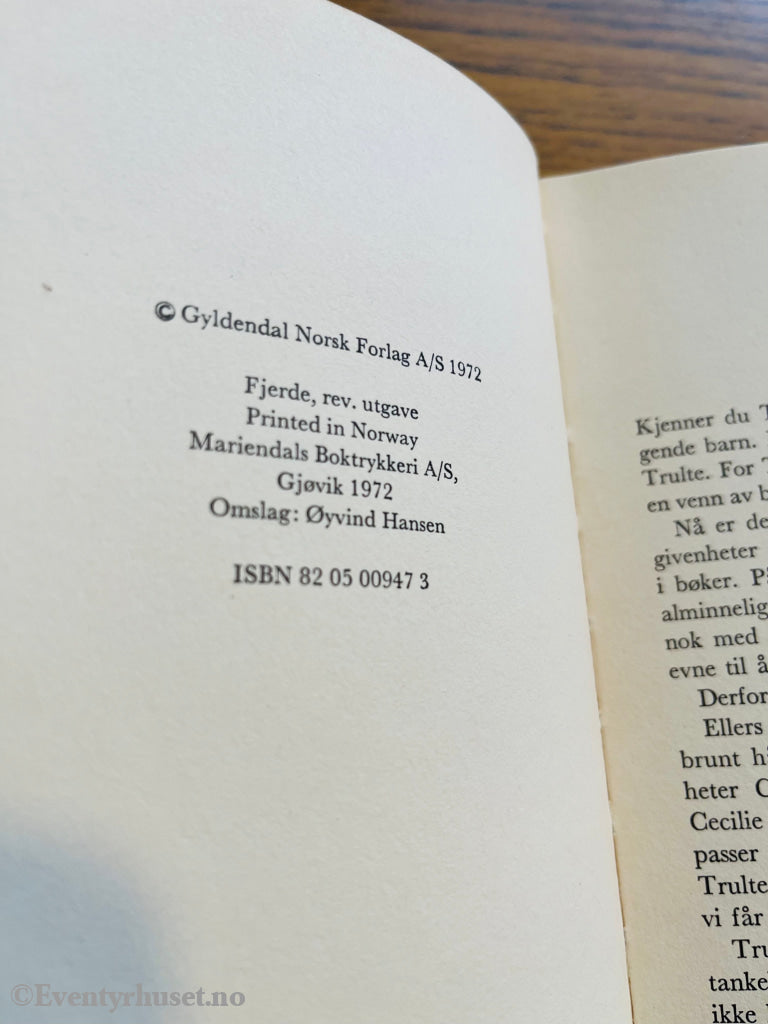 © Gyldendal Norsk Forlag A/S 1972
Fjerde, rev. utgave
Printed in Norway
Mariendals Boktrykkeri A/S,
Gjøvik 1972
Omslag: Øyvind Hansen
ISBN 82 05 00947 3
Kjenner du
gende barn.
Trulte. For
en venn av
Nå er
givenheter
i bøker.
alminnelig
nok med
evne til å
Derfor
Ellers
brunt
heter
Cecilie
passer
Trulte
vi får
tanke
ikke
©Eventyrhuset.no